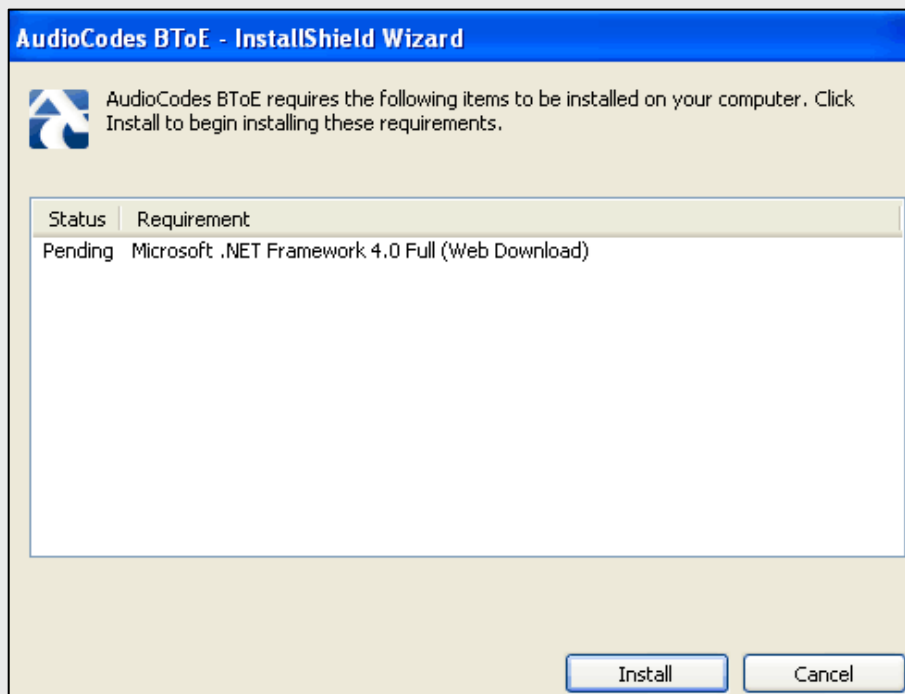 AudioCodes BToE - InstallShield Wizard
AudioCodes BToE requires the following items to be installed on your computer. Click
Install to begin installing these requirements.
Status Requirement
Pending Microsoft .NET Framework 4.0 Full (Web Download)
Install Cancel